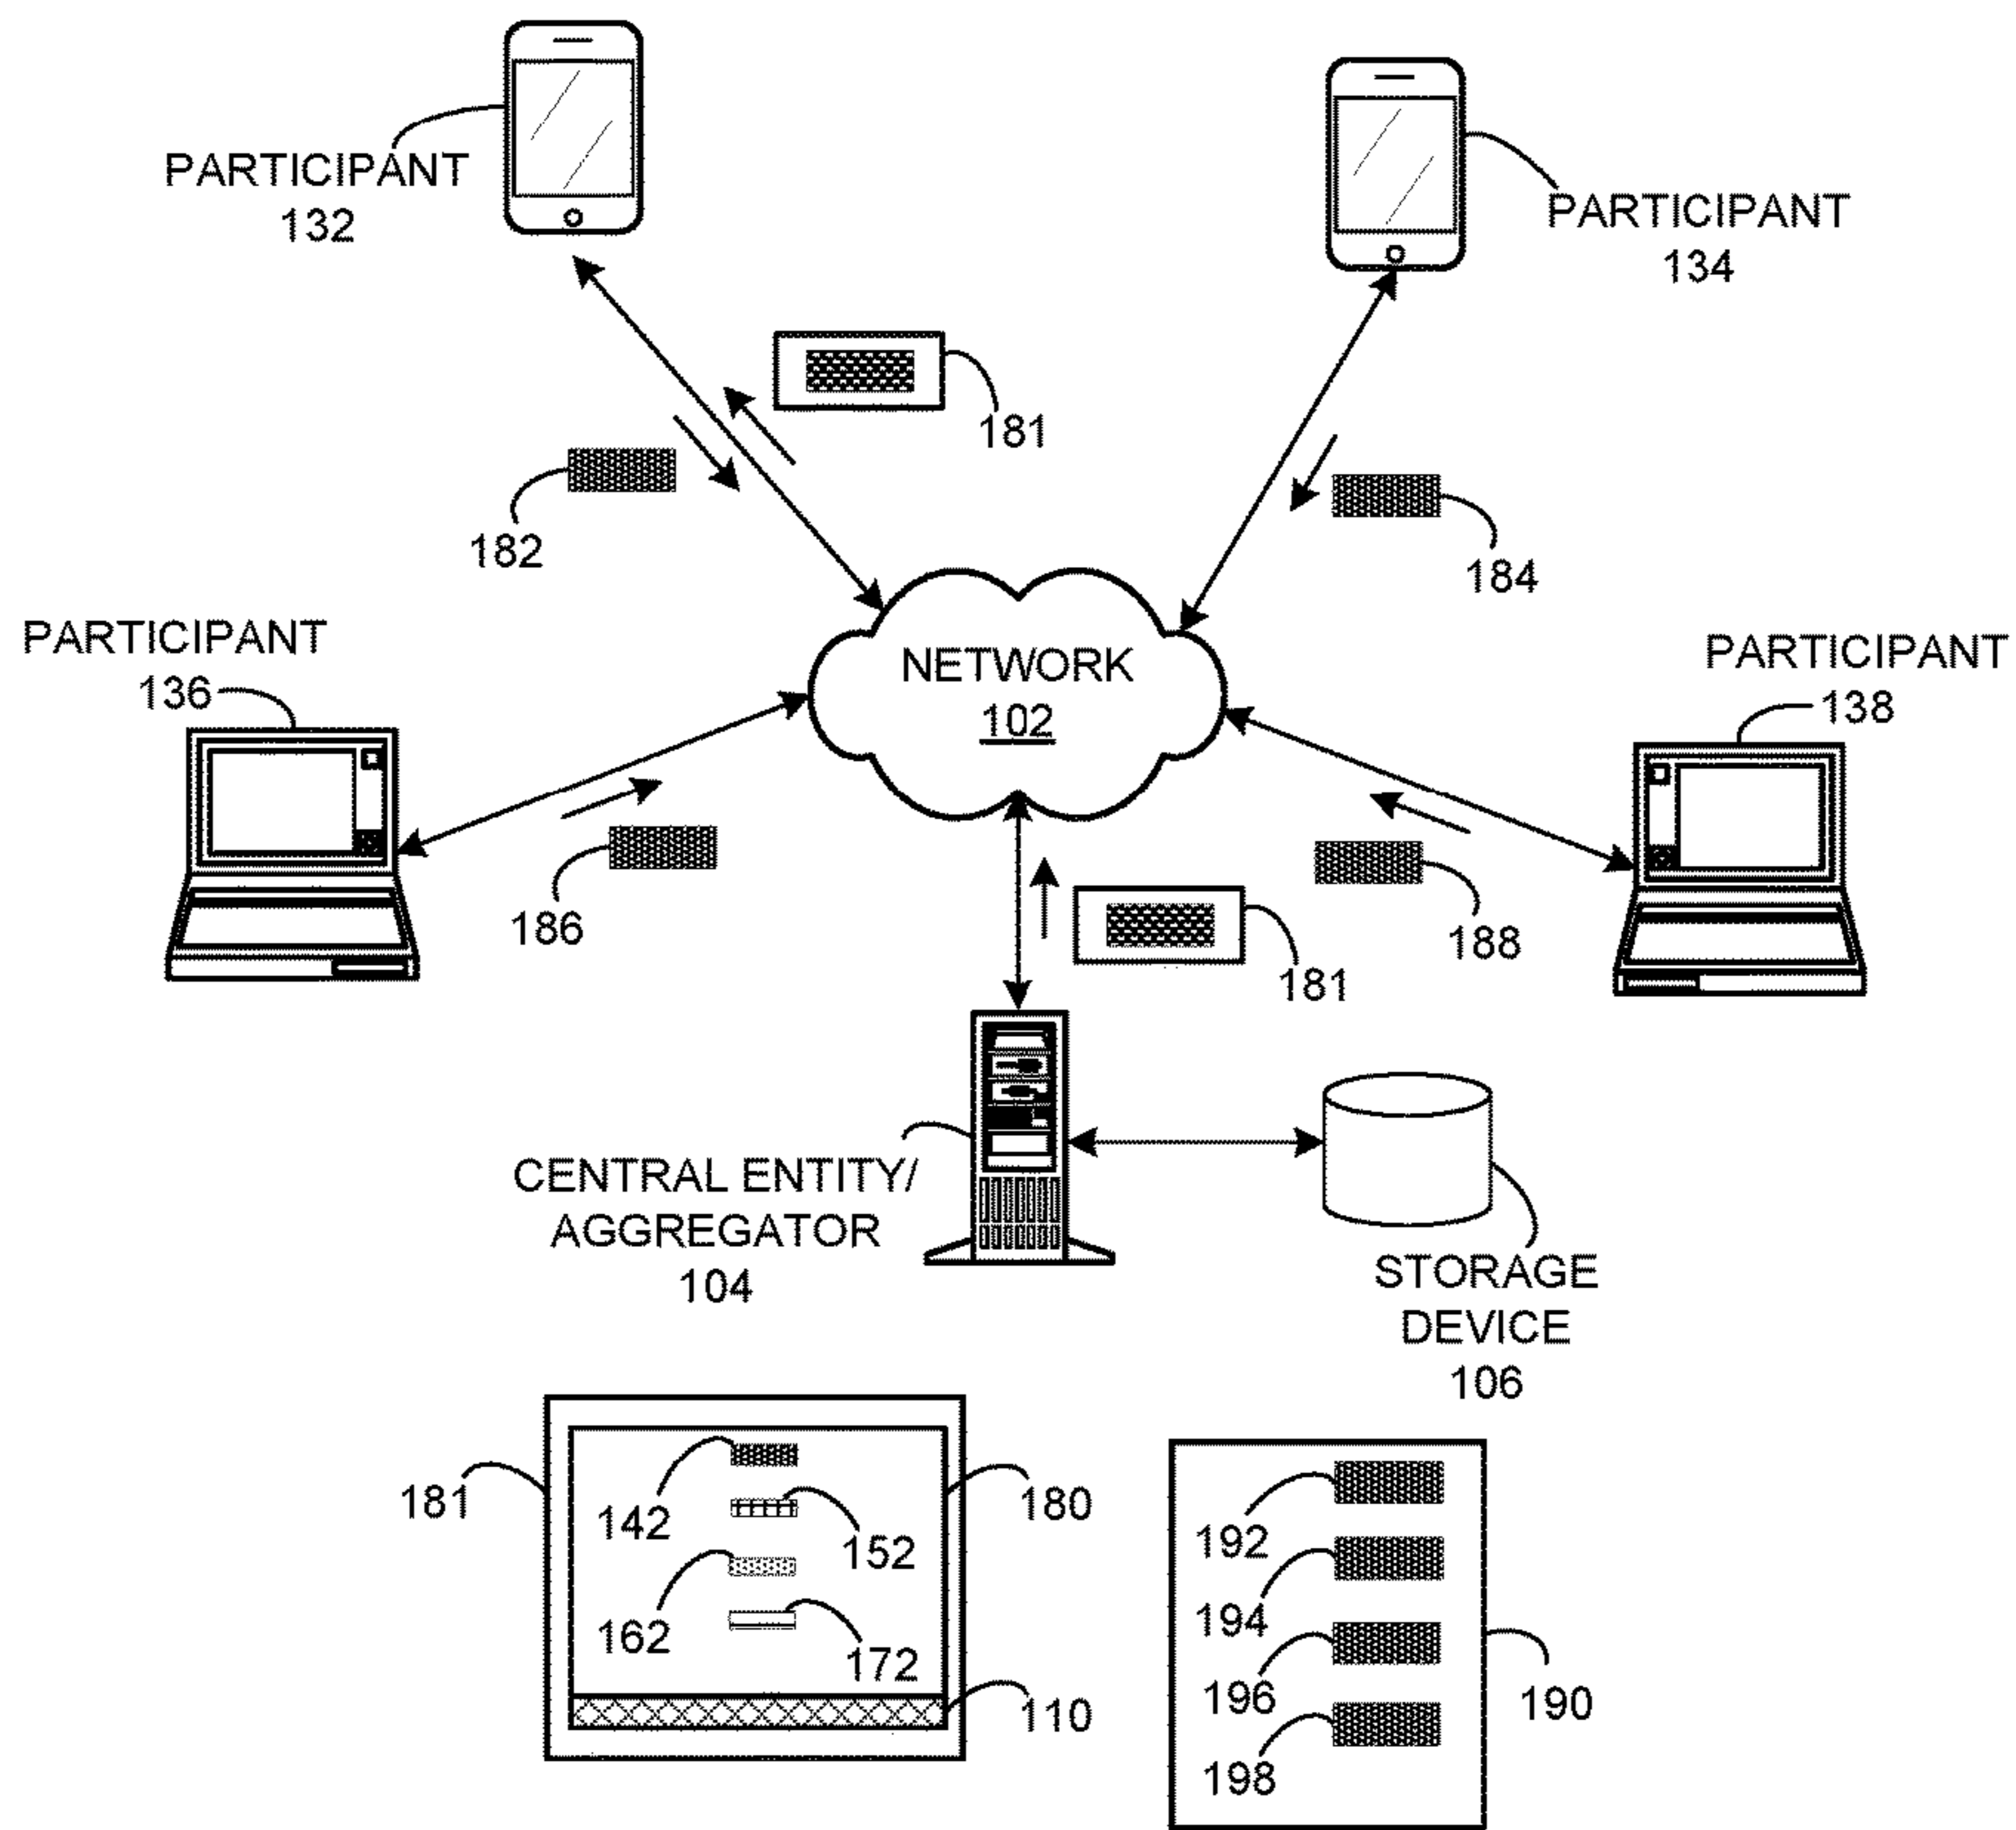 PARTICIPANT
132
PARTICIPANT
134
181
182
184
PARTICIPANT
136
NETWORK
102
PARTICIPANT
138
186
188
181
CENTRAL ENTITY/
AGGREGATOR
104
STORAGE
DEVICE
106
181
142
152
162
172
180
110
192
194
196
198
190